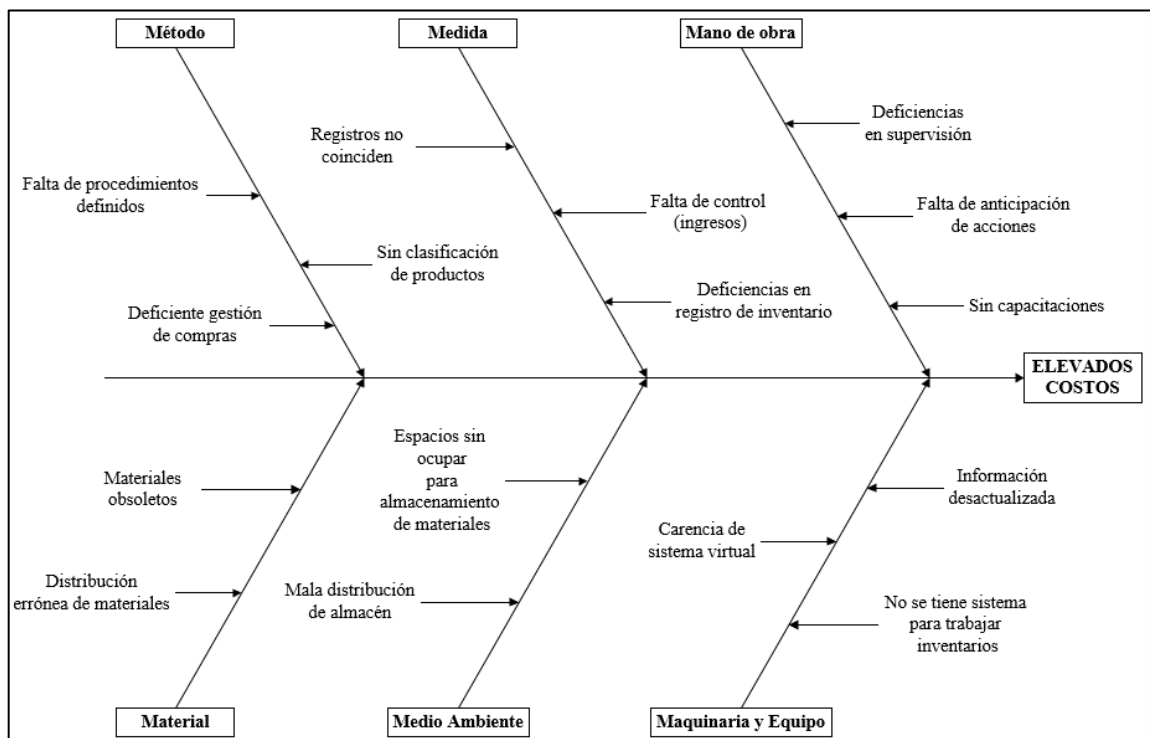 Método
Medida
Mano de obra
Deficiencias
en supervisión
Registros no
coinciden
Falta de procedimientos
definidos
Falta de control
(ingresos)
Falta de anticipación
de acciones
Sin clasificación
de productos
Deficiencias en
registro de inventario
Deficiente gestión
de compras
Sin capacitaciones
ELEVADOS
COSTOS
Espacios sin
ocupar
para
almacenamiento
de materiales
Materiales
obsoletos
Información
desactualizada
Carencia de
sistema virtual
Distribución
errónea de materiales
Mala distribución
de almacén
No se tiene sistema
para trabajar
inventarios
Material
Medio Ambiente
Maquinaria y Equipo